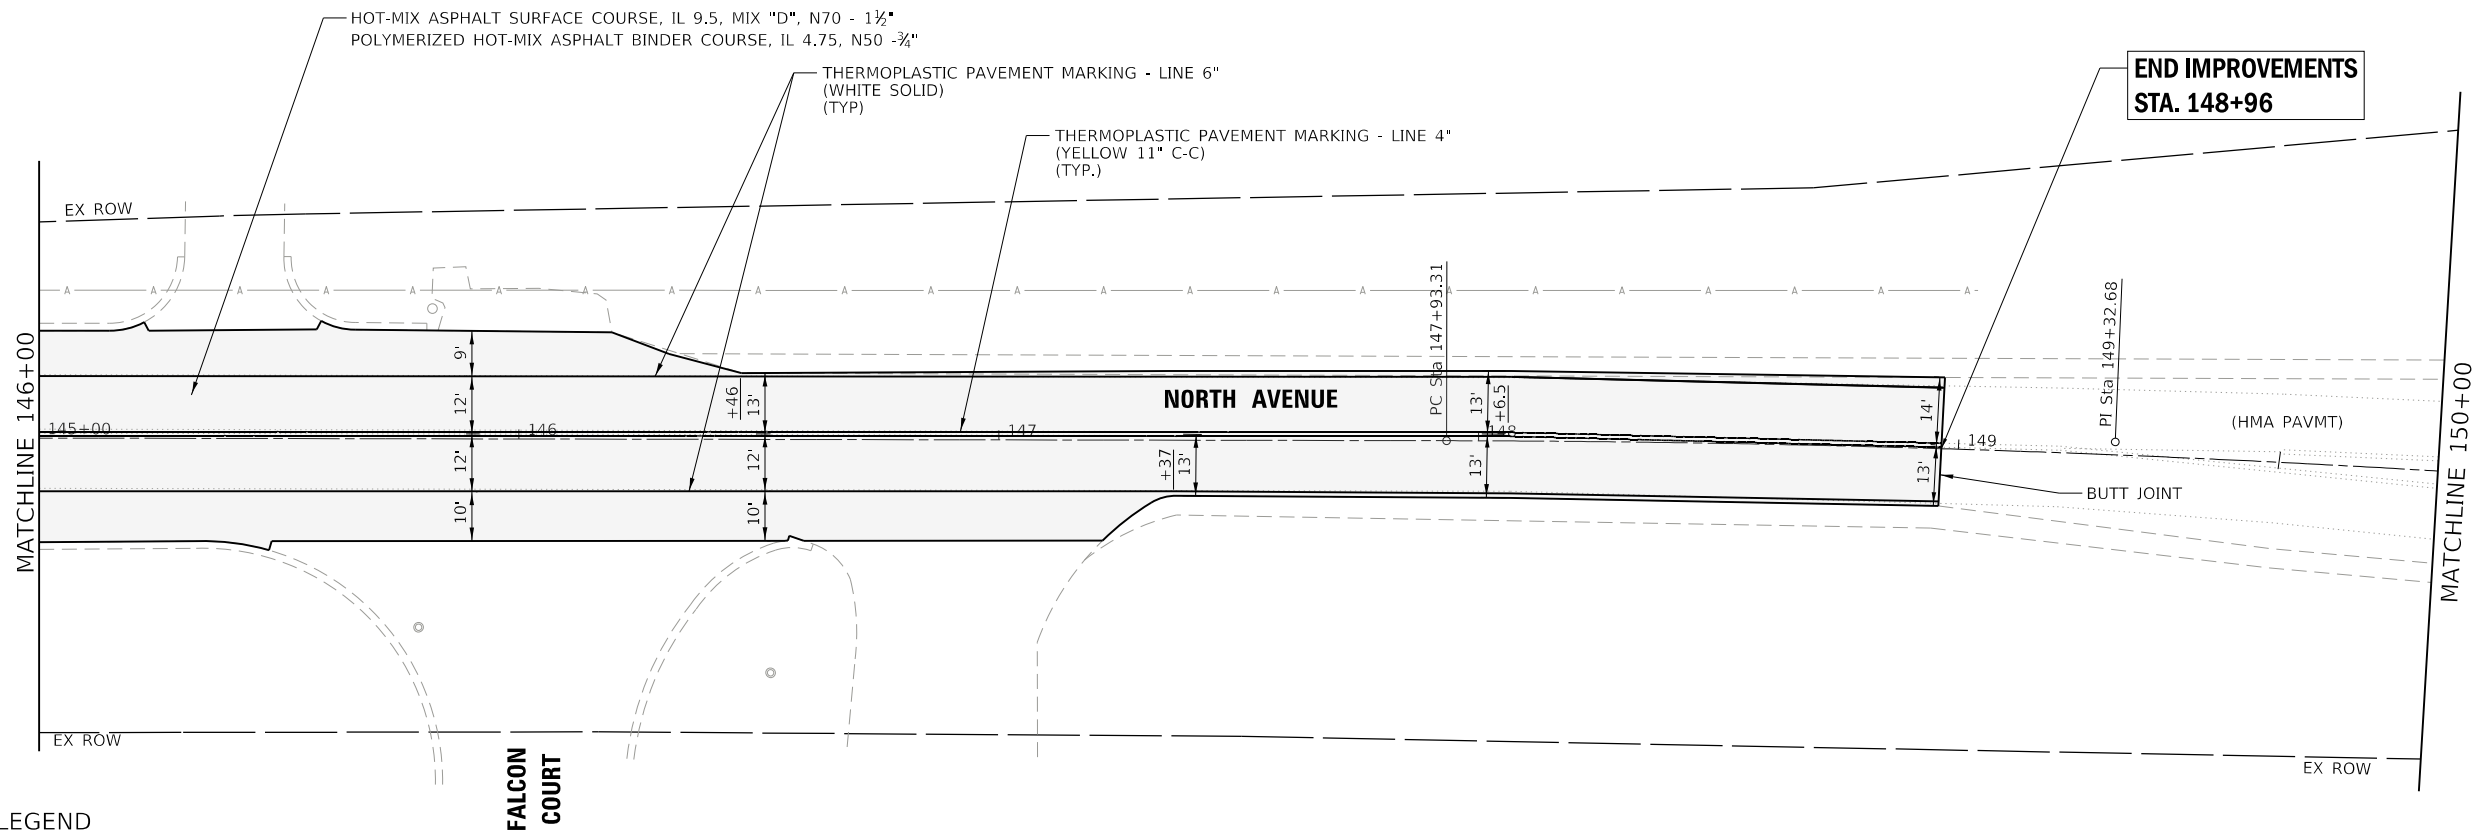 HOT-MIX ASPHALT SURFACE COURSE, IL 9.5, MIX "D", N70 - 1½"
POLYMERIZED HOT-MIX ASPHALT BINDER COURSE, IL 4.75, N50 -¾"
THERMOPLASTIC PAVEMENT MARKING - LINE 6"
(WHITE SOLID)
(TYP)
THERMOPLASTIC PAVEMENT MARKING - LINE 4"
(YELLOW 11" C-C)
(TYP.)
END IMPROVEMENTS
STA. 148+96
EX ROW
A A A A A A A A A A A A A A A A A A A A A A A
MATCHLINE 146+00
9'
12'
12'
10'
+46
13'
12'
10'
NORTH AVENUE
PC Sta 147+93.31
13'
+6.5
13'
+37
13'
14'
13'
PI Sta 149+32.68
(HMA PAVMT)
145+00
146
147
148
149
BUTT JOINT
MATCHLINE 150+00
EX ROW
EX ROW
FALCON
COURT
LEGEND